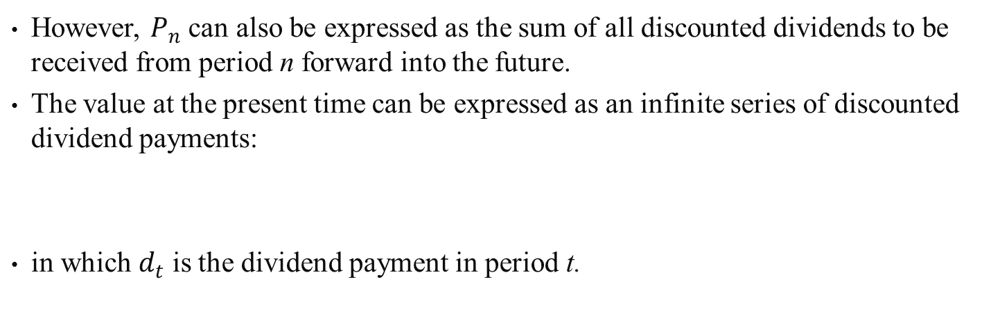 • However, Pₙ can also be expressed as the sum of all discounted dividends to be
received from period n forward into the future.
• The value at the present time can be expressed as an infinite series of discounted
dividend payments:
• in which dₜ is the dividend payment in period t.